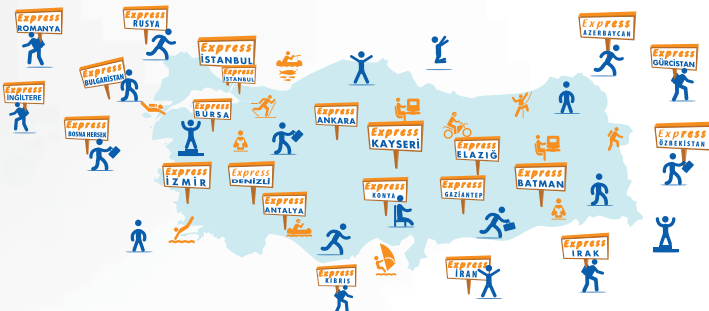 Express
ROMANYA
Express
RUSYA
Express
İSTANBUL
Express
İSTANBUL
Express
AZERBAYCAN
Express
GÜRCİSTAN
Express
BULGARİSTAN
Express
İNGİLTERE
Express
BOSNA HERSEK
Express
BURSA
Express
ANKARA
Express
KAYSERİ
Express
ELAZIĞ
Express
ÖZBEKİSTAN
Express
İZMİR
Express
DENİZLİ
Express
ANTALYA
Express
KONYA
Express
GAZİANTEP
Express
BATMAN
Express
KIBRIS
Express
İRAN
Express
IRAK